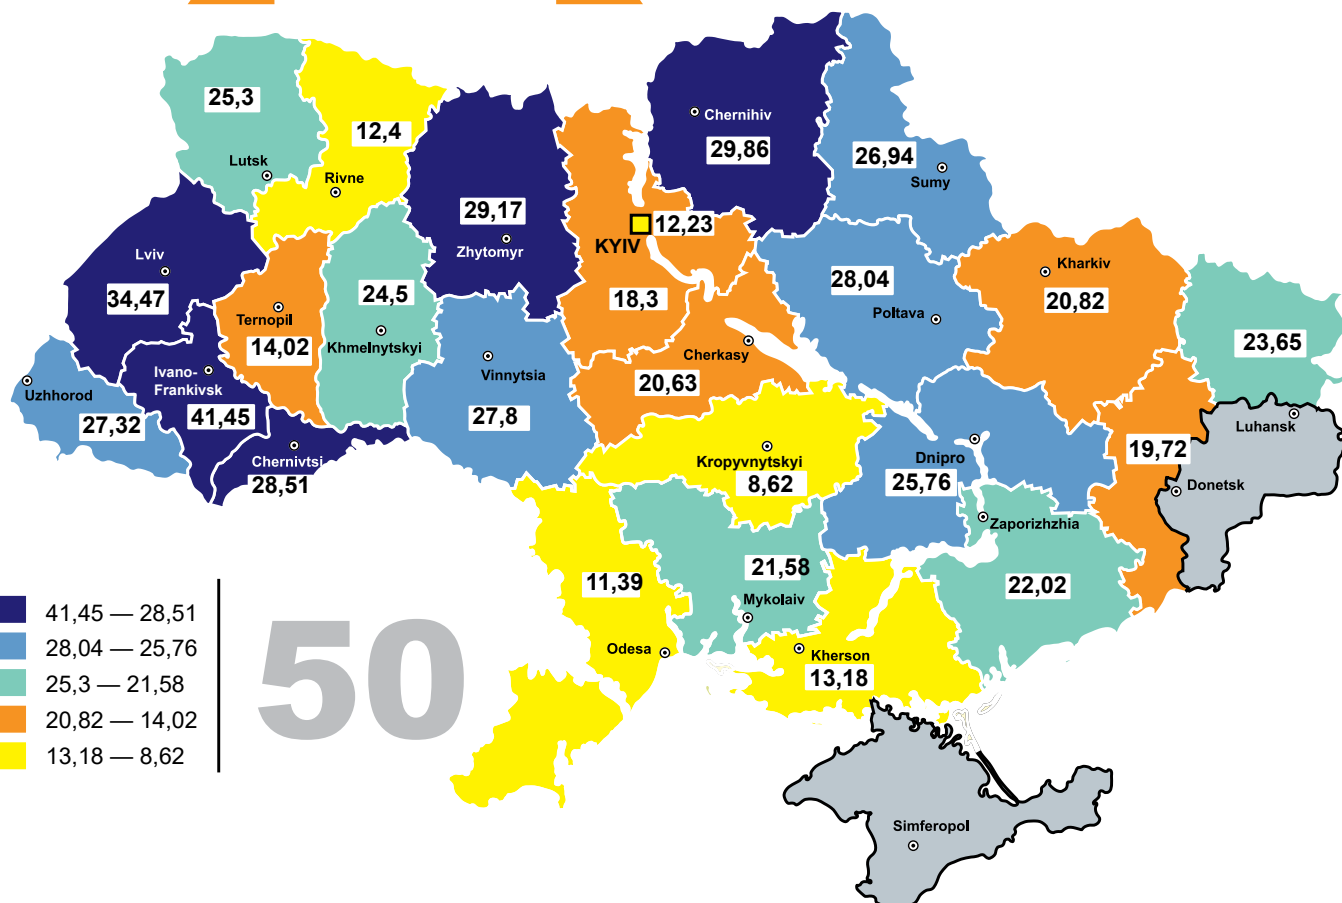 25,3
Lutsk
12,4
Rivne
29,17
Zhytomyr
Chernihiv
29,86
26,94
Sumy
12,23
KYIV
18,3
Lviv
34,47
Ternopil
14,02
24,5
Khmelnytskyi
28,04
Poltava
Kharkiv
20,82
23,65
Luhansk
Uzhhorod
27,32
Ivano-
Frankivsk
41,45
Chernivtsi
28,51
Vinnytsia
27,8
Cherkasy
20,63
Kropyvnytskyi
8,62
Dnipro
25,76
19,72
Donetsk
Zaporizhzhia
22,02
11,39
Odesa
21,58
Mykolaiv
Kherson
13,18
Simferopol
41,45 — 28,51
28,04 — 25,76
25,3 — 21,58
20,82 — 14,02
13,18 — 8,62
50